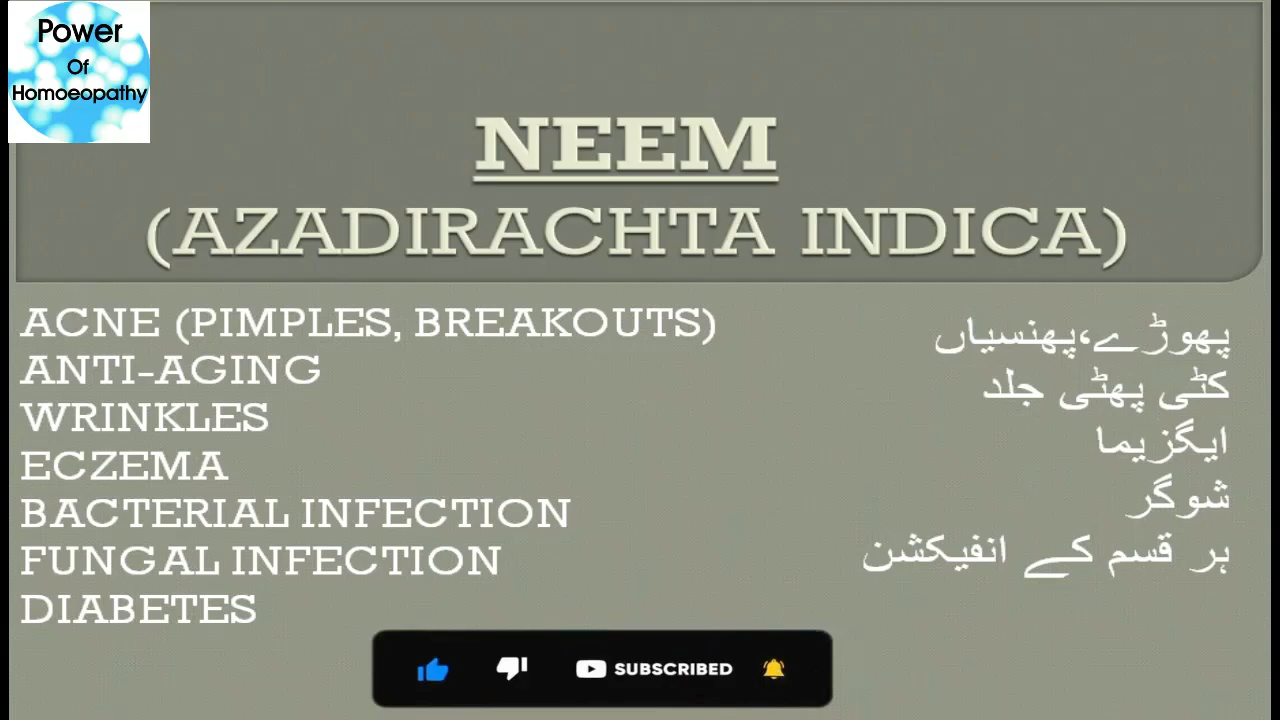 Power
Of
Homoeopathy
NEEM
(AZADIRACHTA INDICA)
ACNE (PIMPLES, BREAKOUTS)
ANTI-AGING
WRINKLES
ECZEMA
BACTERIAL INFECTION
FUNGAL INFECTION
DIABETES
پھوڑے،پھنسیاں
کٹی پھٹی جلد
ایگزیما
شوگر
ہر قسم کے انفیکشن
SUBSCRIBED